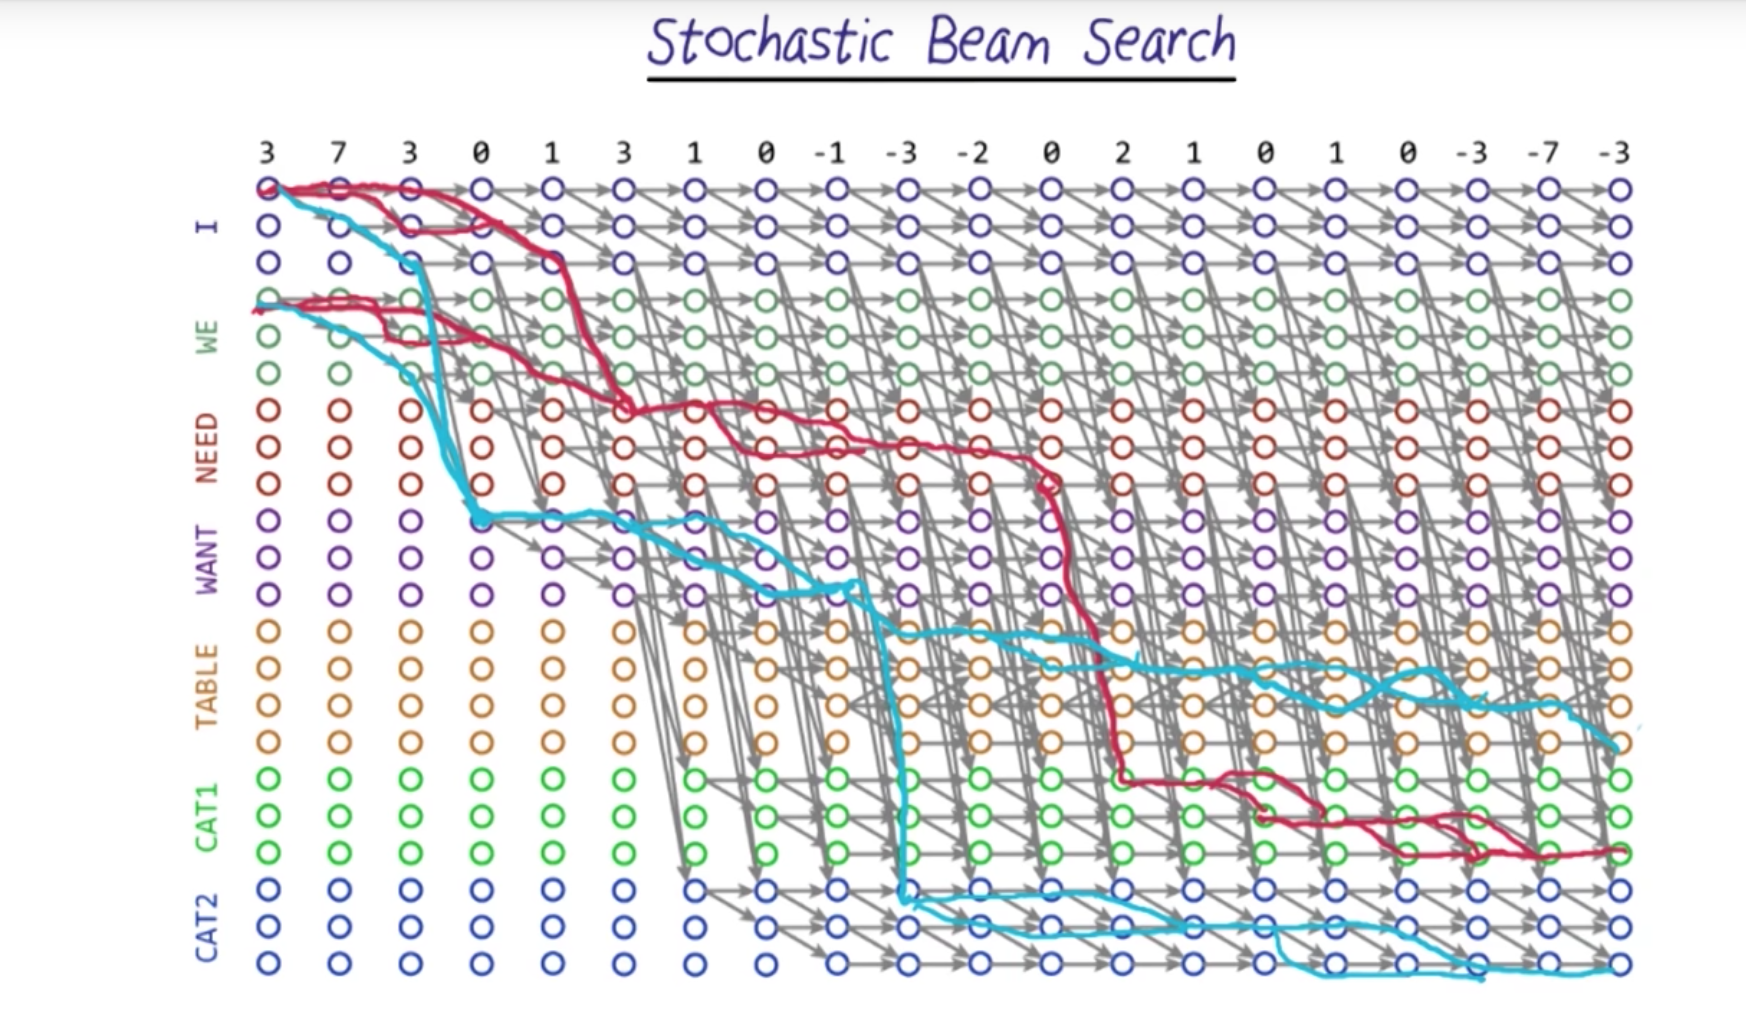 Stochastic Beam Search
3 7 3 0 1 3 1 0 -1 -3 -2 0 2 1 0 1 0 -3 -7 -3
I
WE
NEED
WANT
TABLE
CAT1
CAT2